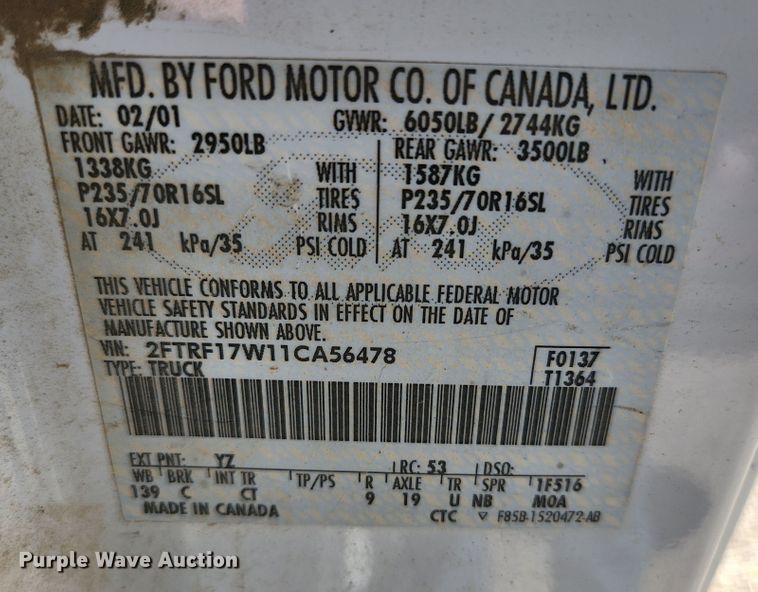 MFD. BY FORD MOTOR CO. OF CANADA, LTD.
DATE: 02/01 GVWR: 6050LB/ 2744KG
FRONT GAWR: 2950LB REAR GAWR: 3500LB
1338KG WITH 1587KG WITH
P235/70R16SL TIRES P235/70R16SL TIRES
16X7.0J RIMS 16X7.0J RIMS
AT 241 kPa/35 PSI COLD AT 241 kPa/35 PSI COLD
THIS VEHICLE CONFORMS TO ALL APPLICABLE FEDERAL MOTOR
VEHICLE SAFETY STANDARDS IN EFFECT ON THE DATE OF
MANUFACTURE SHOWN ABOVE.
VIN: 2FTRF17W11CA56478 F0137
TYPE: TRUCK T1364
EXT PNT: YZ RC: 53 DSO:
WB BRK INT TR TP/PS R AXLE TR SPR 1F516
139 C CT 9 19 U NB MOA
MADE IN CANADA CTC F85B-1520472-AB
Purple Wave Auction